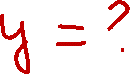 y = ?